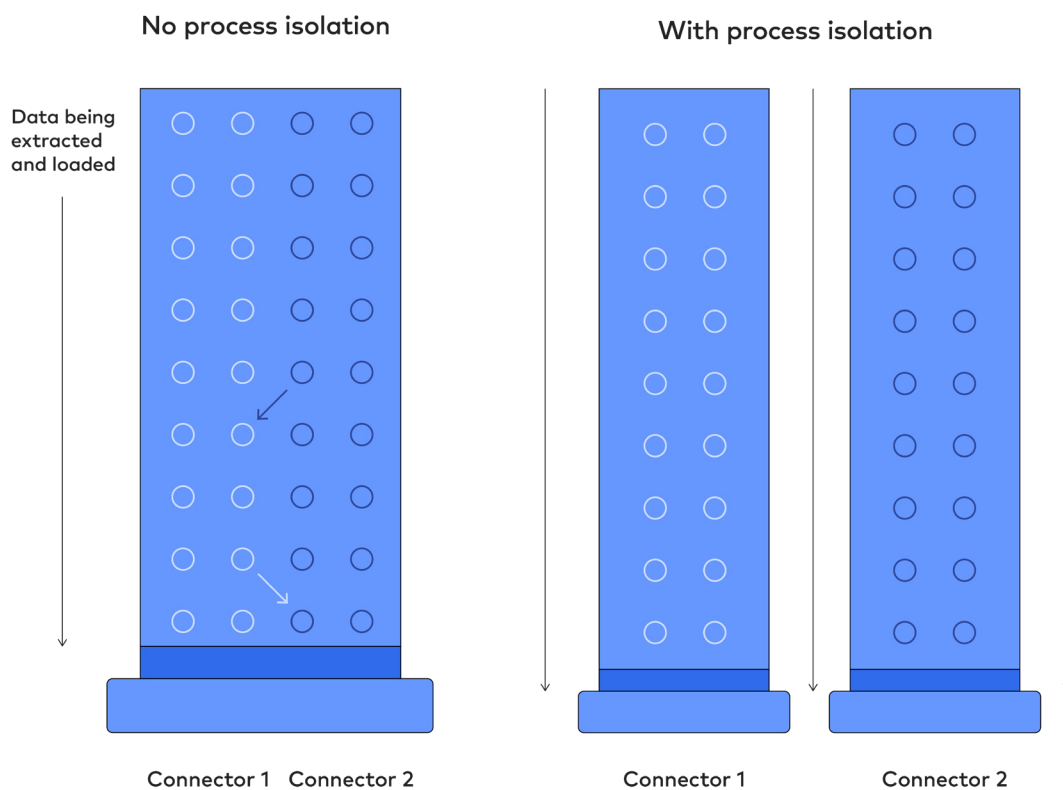 No process isolation
With process isolation
Data being
extracted
and loaded
Connector 1
Connector 2
Connector 1
Connector 2